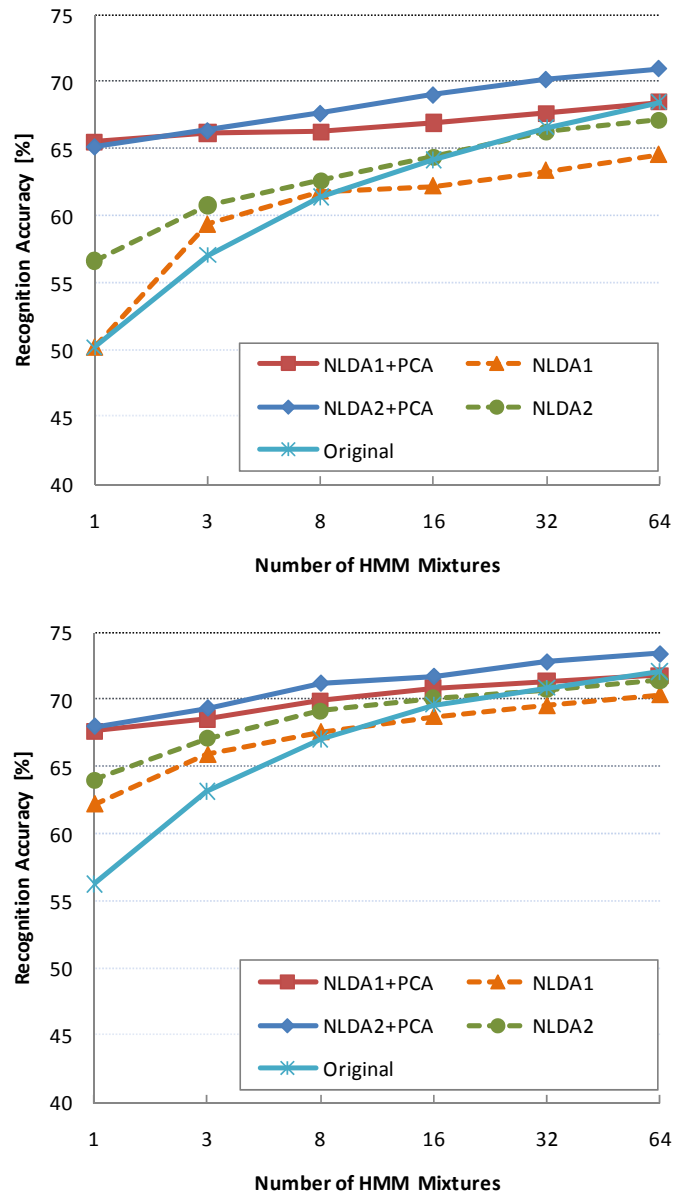 75
70
65
60
55
50
45
40
Recognition Accuracy [%]
NLDA1+PCA NLDA1
NLDA2+PCA NLDA2
Original
1 3 8 16 32 64
Number of HMM Mixtures
75
70
65
60
55
50
45
40
Recognition Accuracy [%]
NLDA1+PCA NLDA1
NLDA2+PCA NLDA2
Original
1 3 8 16 32 64
Number of HMM Mixtures